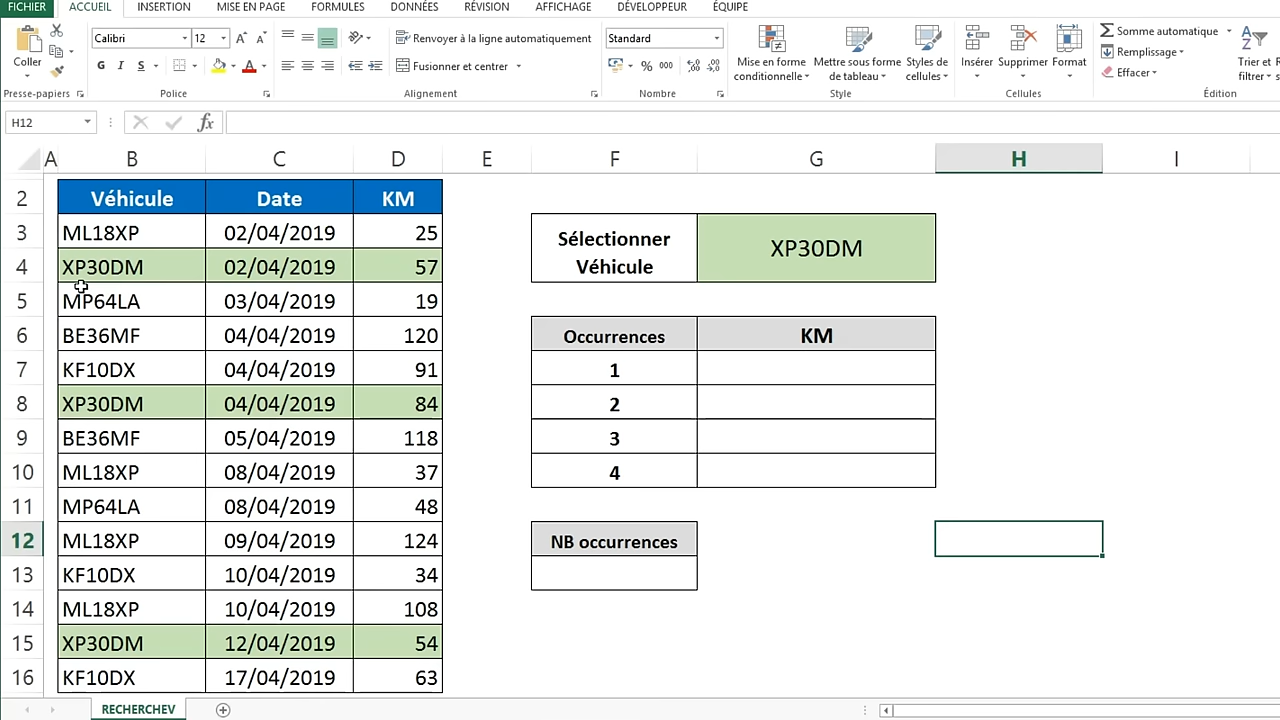 FICHIER ACCUEIL INSERTION MISE EN PAGE FORMULES DONNÉES RÉVISION AFFICHAGE DÉVELOPPEUR ÉQUIPE
Coller
Calibri 12
G I S
Renvoyer à la ligne automatiquement
Fusionner et centrer
Standard
% 000
Mise en forme conditionnelle
Mettre sous forme de tableau
Styles de cellules
Insérer Supprimer Format
Somme automatique
Remplissage
Effacer
Trier et filtrer
Presse-papiers Police Alignement Nombre Style Cellules Édition
H12 fx
A B C D E F G H I
2 Véhicule Date KM
3 ML18XP 02/04/2019 25
4 XP30DM 02/04/2019 57
5 MP64LA 03/04/2019 19
6 BE36MF 04/04/2019 120
7 KF10DX 04/04/2019 91
8 XP30DM 04/04/2019 84
9 BE36MF 05/04/2019 118
10 ML18XP 08/04/2019 37
11 MP64LA 08/04/2019 48
12 ML18XP 09/04/2019 124
13 KF10DX 10/04/2019 34
14 ML18XP 10/04/2019 108
15 XP30DM 12/04/2019 54
16 KF10DX 17/04/2019 63
Sélectionner
Véhicule
XP30DM
Occurrences KM
1
2
3
4
NB occurrences
RECHERCHEV